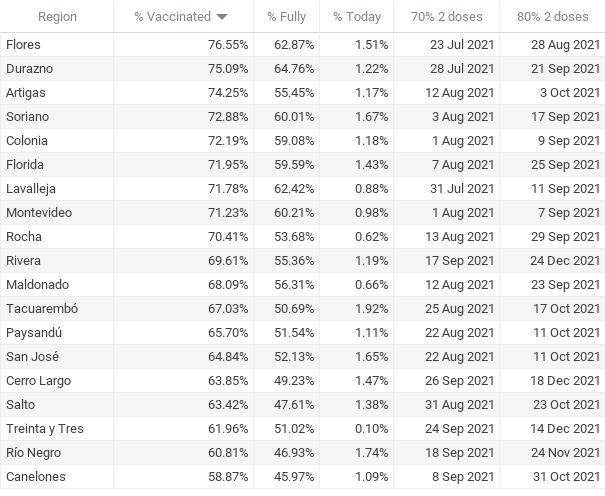 Region % Vaccinated % Fully % Today 70% 2 doses 80% 2 doses
Flores 76.55% 62.87% 1.51% 23 Jul 2021 28 Aug 2021
Durazno 75.09% 64.76% 1.22% 28 Jul 2021 21 Sep 2021
Artigas 74.25% 55.45% 1.17% 12 Aug 2021 3 Oct 2021
Soriano 72.88% 60.01% 1.67% 3 Aug 2021 17 Sep 2021
Colonia 72.19% 59.08% 1.18% 1 Aug 2021 9 Sep 2021
Florida 71.95% 59.59% 1.43% 7 Aug 2021 25 Sep 2021
Lavalleja 71.78% 62.42% 0.88% 31 Jul 2021 11 Sep 2021
Montevideo 71.23% 60.21% 0.98% 1 Aug 2021 7 Sep 2021
Rocha 70.41% 53.68% 0.62% 13 Aug 2021 29 Sep 2021
Rivera 69.61% 55.36% 1.19% 17 Sep 2021 24 Dec 2021
Maldonado 68.09% 56.31% 0.66% 12 Aug 2021 23 Sep 2021
Tacuarembó 67.03% 50.69% 1.92% 25 Aug 2021 17 Oct 2021
Paysandú 65.70% 51.54% 1.11% 22 Aug 2021 11 Oct 2021
San José 64.84% 52.13% 1.65% 22 Aug 2021 11 Oct 2021
Cerro Largo 63.85% 49.23% 1.47% 26 Sep 2021 18 Dec 2021
Salto 63.42% 47.61% 1.38% 31 Aug 2021 23 Oct 2021
Treinta y Tres 61.96% 51.02% 0.10% 24 Sep 2021 14 Dec 2021
Río Negro 60.81% 46.93% 1.74% 18 Sep 2021 24 Nov 2021
Canelones 58.87% 45.97% 1.09% 8 Sep 2021 31 Oct 2021